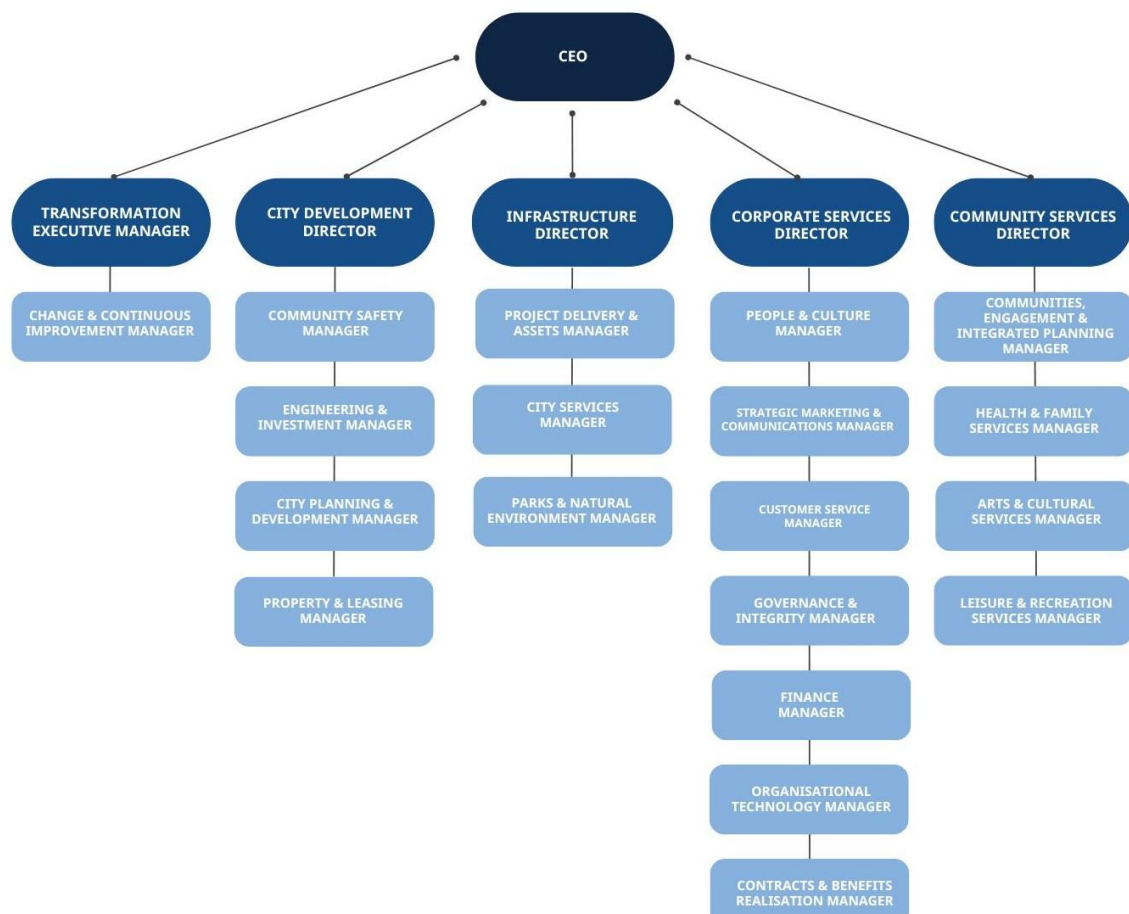 CEO
TRANSFORMATION
EXECUTIVE MANAGER
CHANGE & CONTINUOUS
IMPROVEMENT MANAGER
CITY DEVELOPMENT
DIRECTOR
COMMUNITY SAFETY
MANAGER
ENGINEERING &
INVESTMENT MANAGER
CITY PLANNING &
DEVELOPMENT MANAGER
PROPERTY & LEASING
MANAGER
INFRASTRUCTURE
DIRECTOR
PROJECT DELIVERY &
ASSETS MANAGER
CITY SERVICES
MANAGER
PARKS & NATURAL
ENVIRONMENT MANAGER
CORPORATE SERVICES
DIRECTOR
PEOPLE & CULTURE
MANAGER
STRATEGIC MARKETING &
COMMUNICATIONS MANAGER
CUSTOMER SERVICE
MANAGER
GOVERNANCE &
INTEGRITY MANAGER
FINANCE
MANAGER
ORGANISATIONAL
TECHNOLOGY MANAGER
CONTRACTS & BENEFITS
REALISATION MANAGER
COMMUNITY SERVICES
DIRECTOR
COMMUNITIES,
ENGAGEMENT &
INTEGRATED PLANNING
MANAGER
HEALTH & FAMILY
SERVICES MANAGER
ARTS & CULTURAL
SERVICES MANAGER
LEISURE & RECREATION
SERVICES MANAGER